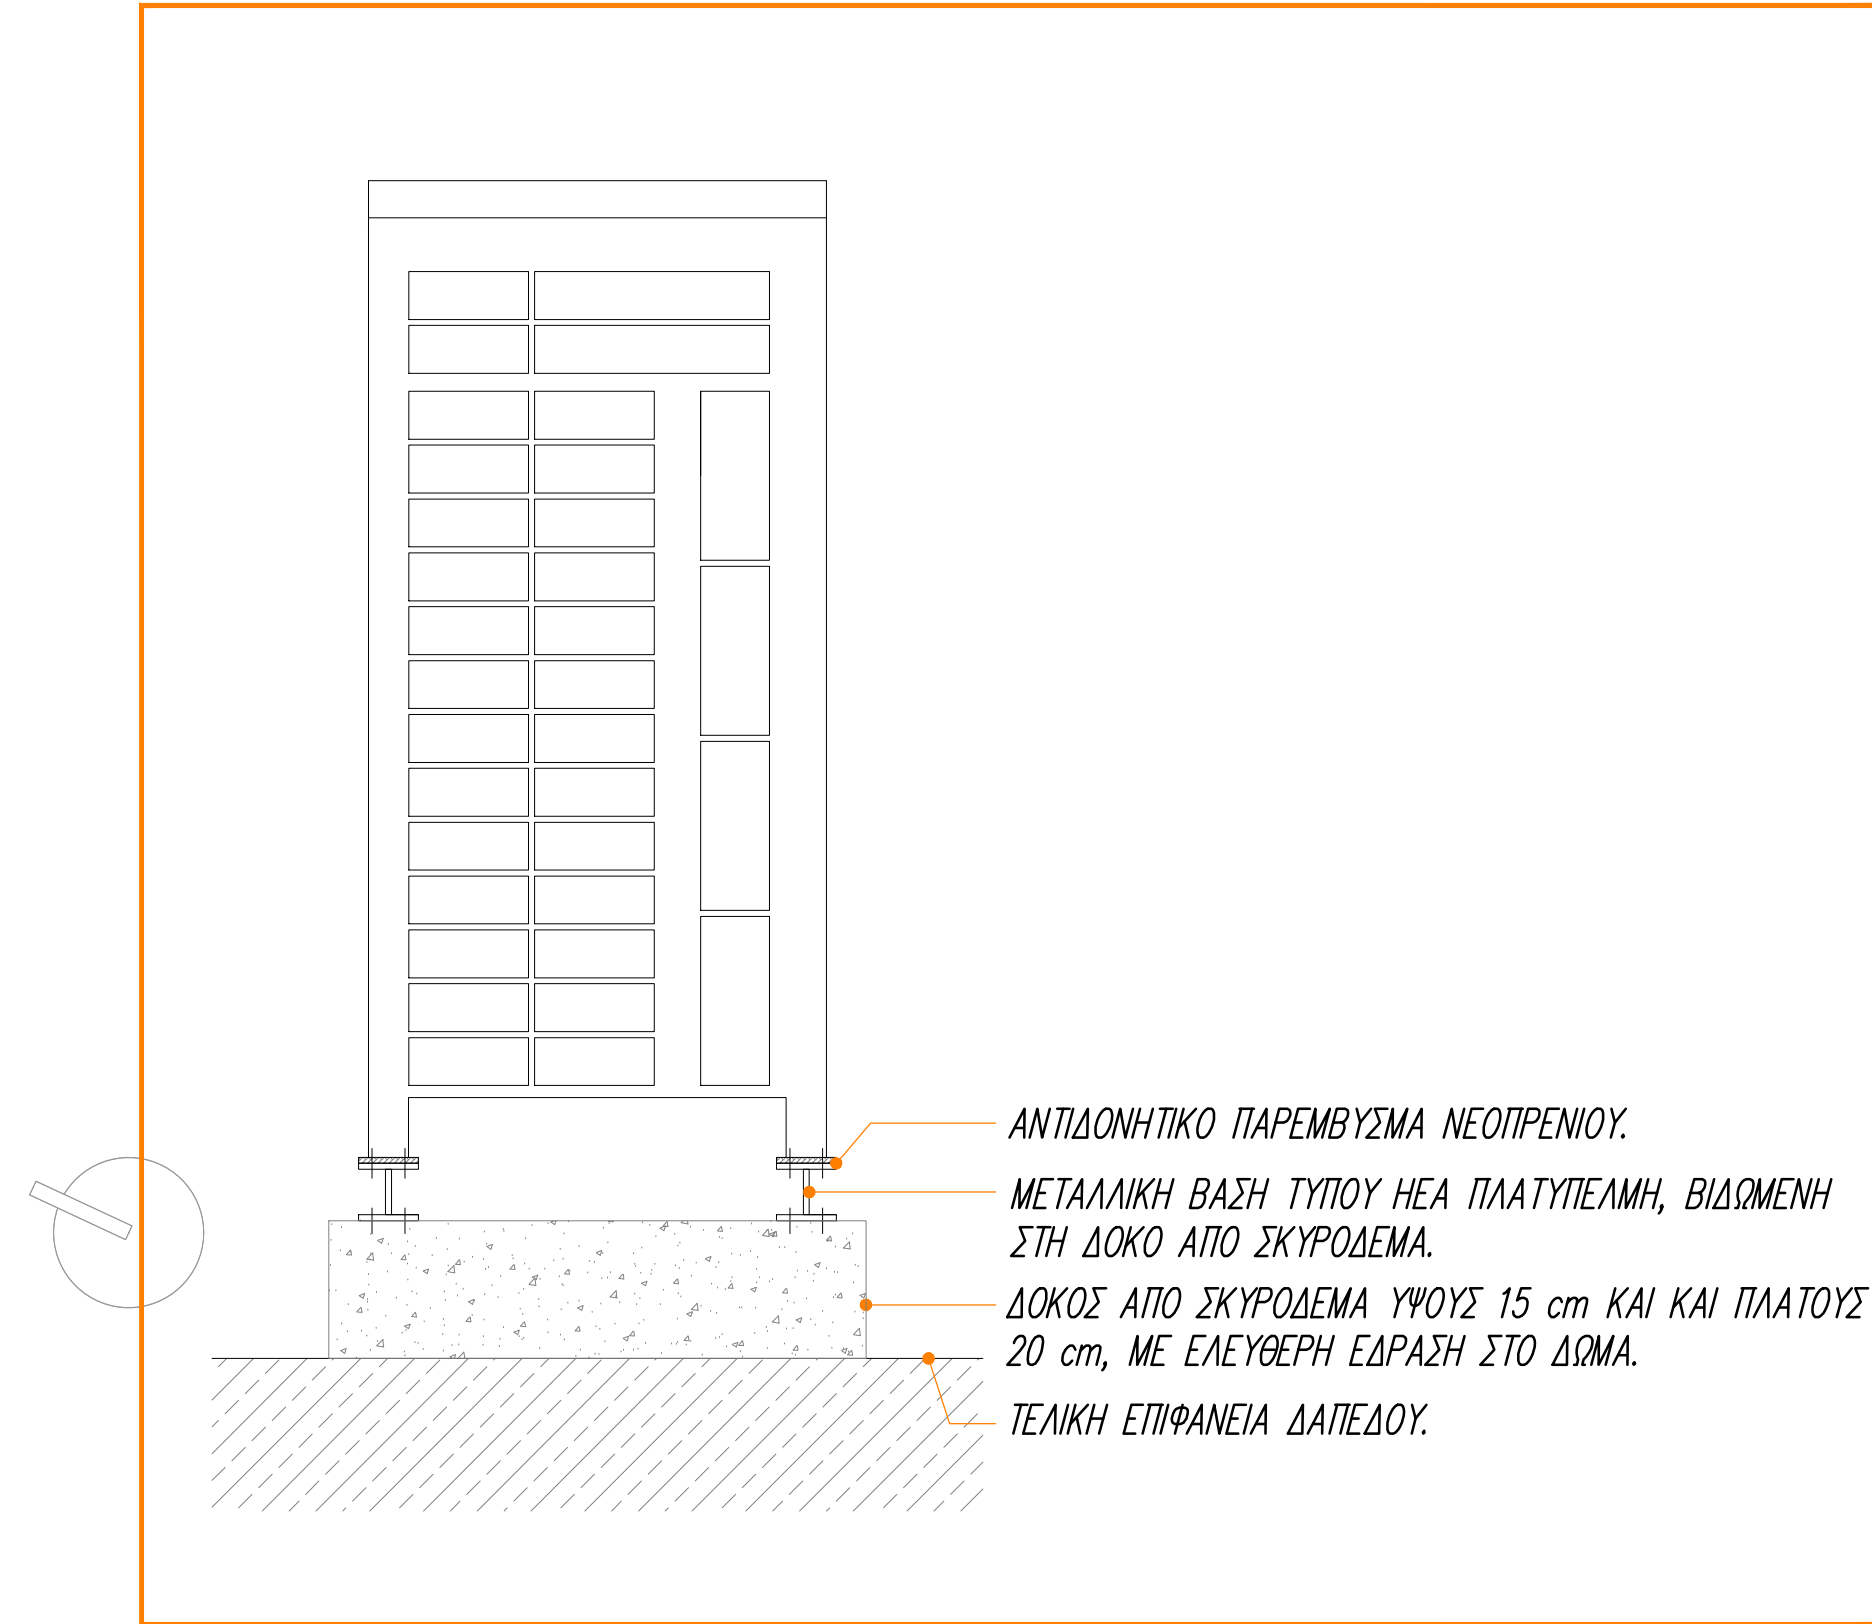 ΑΝΤΙΔΟΝΗΤΙΚΟ ΠΑΡΕΜΒΥΣΜΑ ΝΕΟΠΡΕΝΙΟΥ.
ΜΕΤΑΛΛΙΚΗ ΒΑΣΗ ΤΥΠΟΥ ΗΕΑ ΠΛΑΤΥΠΕΛΜΗ, ΒΙΔΩΜΕΝΗ
ΣΤΗ ΔΟΚΟ ΑΠΟ ΣΚΥΡΟΔΕΜΑ.
ΔΟΚΟΣ ΑΠΟ ΣΚΥΡΟΔΕΜΑ ΥΨΟΥΣ 15 cm ΚΑΙ ΚΑΙ ΠΛΑΤΟΥΣ
20 cm, ΜΕ ΕΛΕΥΘΕΡΗ ΕΔΡΑΣΗ ΣΤΟ ΔΩΜΑ.
ΤΕΛΙΚΗ ΕΠΙΦΑΝΕΙΑ ΔΑΠΕΔΟΥ.